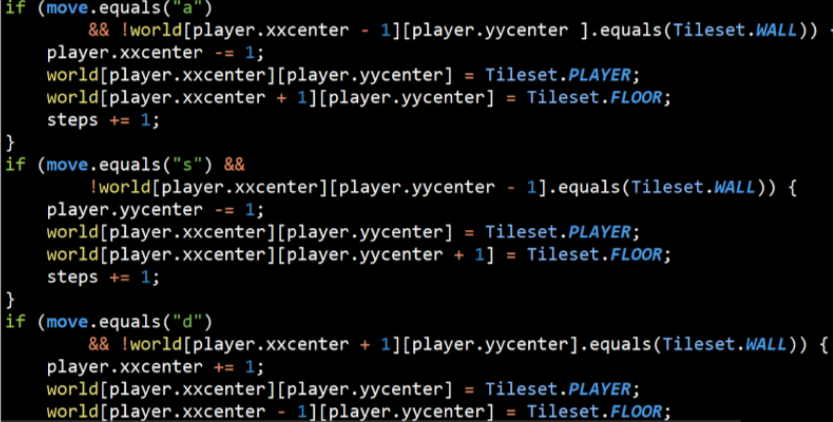 if (move.equals("a")
&& !world[player.xxcenter - 1][player.yycenter ].equals(Tileset.WALL)) {
player.xxcenter -= 1;
world[player.xxcenter][player.yycenter] = Tileset.PLAYER;
world[player.xxcenter + 1][player.yycenter] = Tileset.FLOOR;
steps += 1;
}
if (move.equals("s") &&
!world[player.xxcenter][player.yycenter - 1].equals(Tileset.WALL)) {
player.yycenter -= 1;
world[player.xxcenter][player.yycenter] = Tileset.PLAYER;
world[player.xxcenter][player.yycenter + 1] = Tileset.FLOOR;
steps += 1;
}
if (move.equals("d")
&& !world[player.xxcenter + 1][player.yycenter].equals(Tileset.WALL)) {
player.xxcenter += 1;
world[player.xxcenter][player.yycenter] = Tileset.PLAYER;
world[player.xxcenter - 1][player.yycenter] = Tileset.FLOOR;